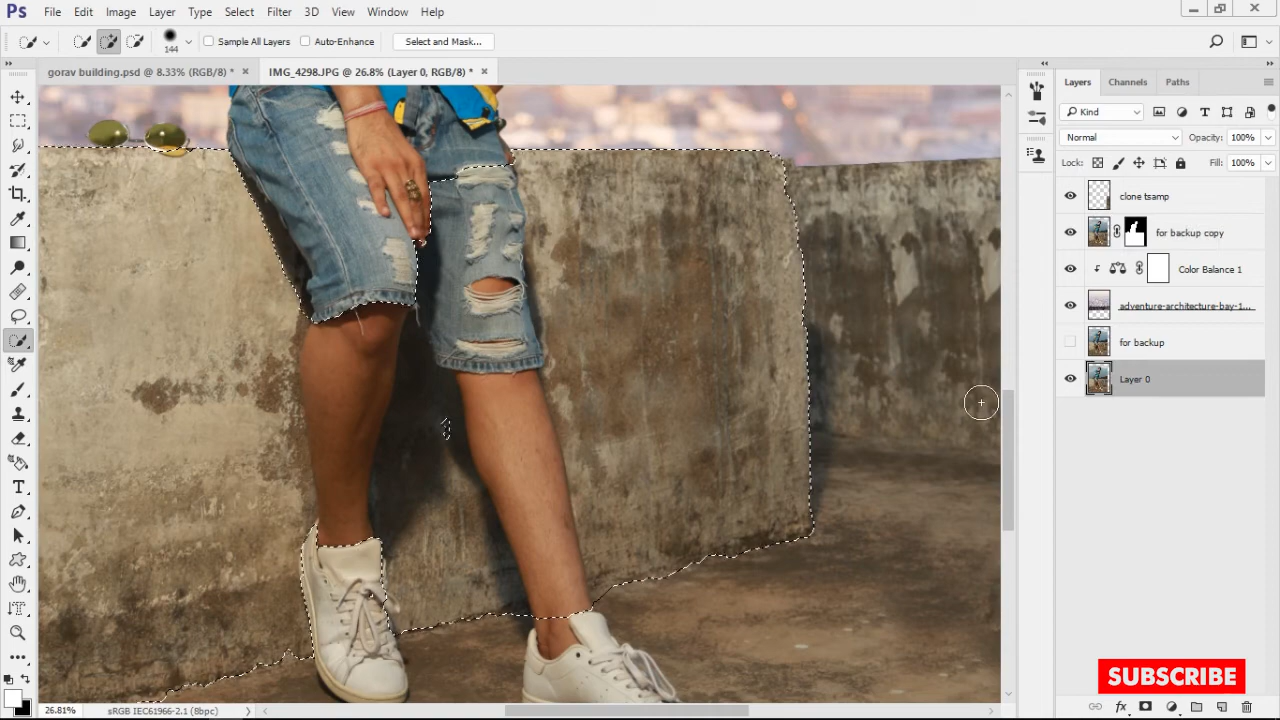 Ps File Edit Image Layer Type Select Filter 3D View Window Help
144 Sample All Layers Auto-Enhance Select and Mask...
gorav building.psd @ 8.33% (RGB/8) * × IMG_4298.JPG @ 26.8% (Layer 0, RGB/8) * ×
Layers Channels Paths
Kind
Normal Opacity: 100%
Lock: Fill: 100%
clone tsamp
for backup copy
Color Balance 1
adventure-architecture-bay-1...
for backup
Layer 0
SUBSCRIBE
26.81% sRGB IEC61966-2.1 (8bpc)